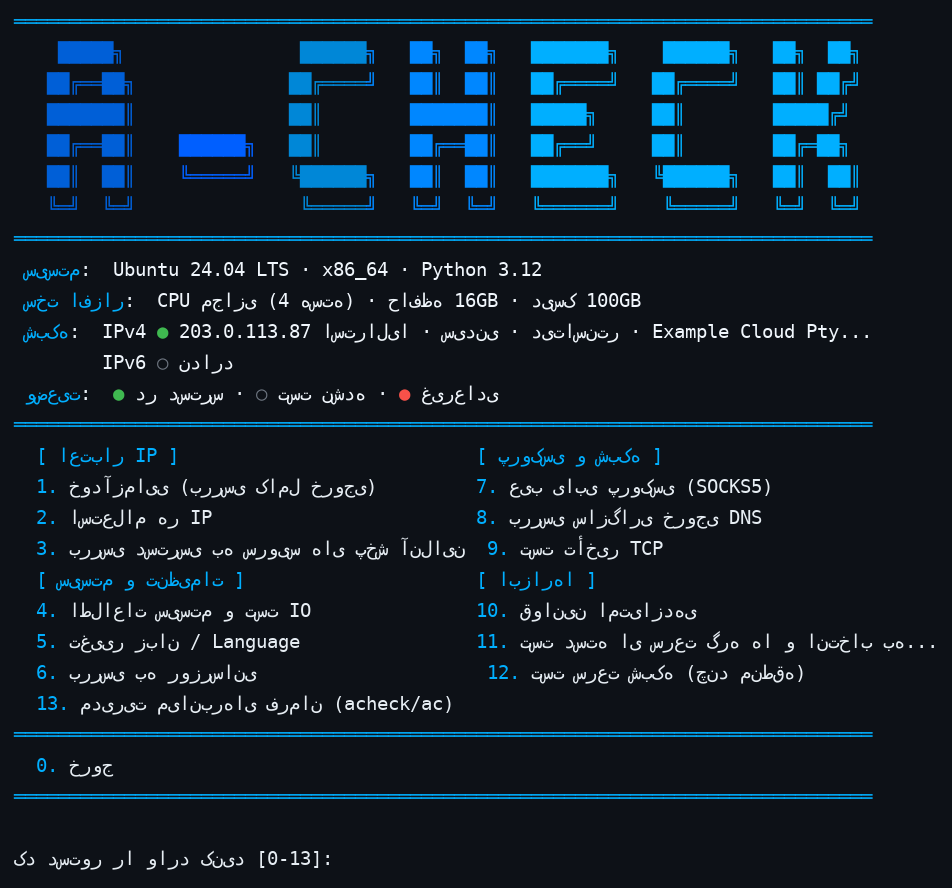 A_CHECK
سیستم: Ubuntu 24.04 LTS · x86_64 · Python 3.12
سخت افزار: CPU مجازی (4 هسته) · حافظه 16GB · دیسک 100GB
شبکه: IPv4 ● 203.0.113.87 استرالیا · سیدنی · دیتاسنتر · Example Cloud Pty...
IPv6 ○ ندارد
وضعیت: ● در دسترس · ○ تست نشده · ● غیرعادی
[ اعتبار IP ] [ پروکسی و شبکه ]
1. خودآزمایی (بررسی کامل خروجی) 7. عیب یابی پروکسی (SOCKS5)
2. استعلام هر IP 8. بررسی سازگاری خروجی DNS
3. بررسی دسترسی به سرویس های پخش آنلاین 9. تست تأخیر TCP
[ سیستم و تنظیمات ] [ ابزارها ]
4. اطلاعات سیستم و تست IO 10. قوانین امتیازدهی
5. تغییر زبان / Language 11. تست دسته ای سرعت گره ها و انتخاب به...
6. بررسی به روزرسانی 12. تست سرعت شبکه (چند منطقه)
13. مدیریت میانبرهای فرمان (acheck/ac)
0. خروج
کد دستور را وارد کنید [0-13]: